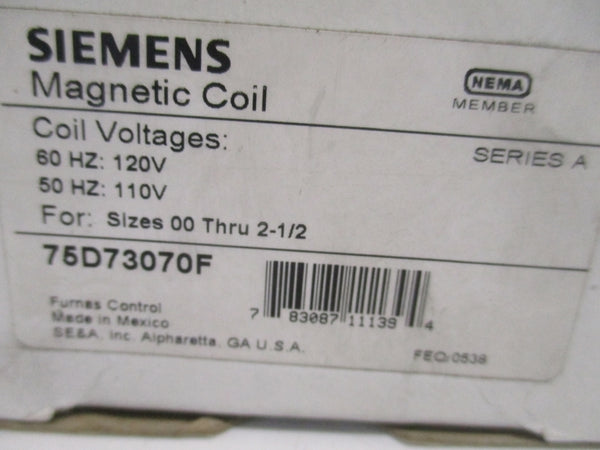 SIEMENS
Magnetic Coil
NEMA
MEMBER
Coil Voltages:
60 HZ: 120V
50 HZ: 110V
SERIES A
For: Sizes 00 Thru 2-1/2
75D73070F
Furnas Control
Made in Mexico
SE&A, Inc. Alpharetta, GA U.S.A.
7 83087 11139 4
FEO/0538